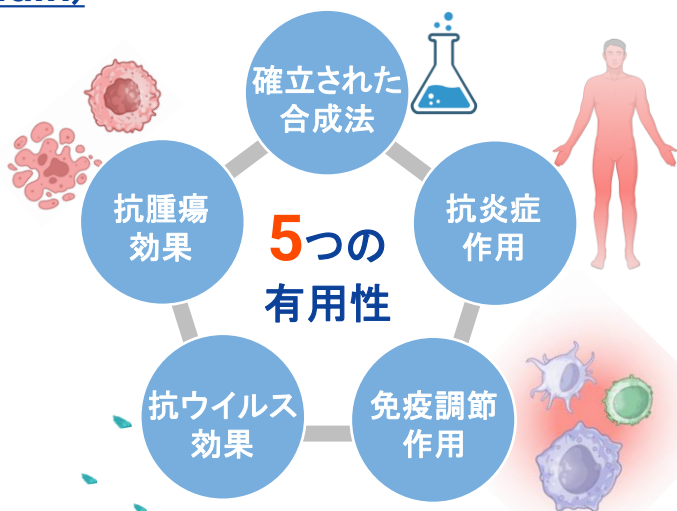 確立された
合成法
抗腫瘍
効果
抗炎症
作用
5つの
有用性
抗ウイルス
効果
免疫調節
作用